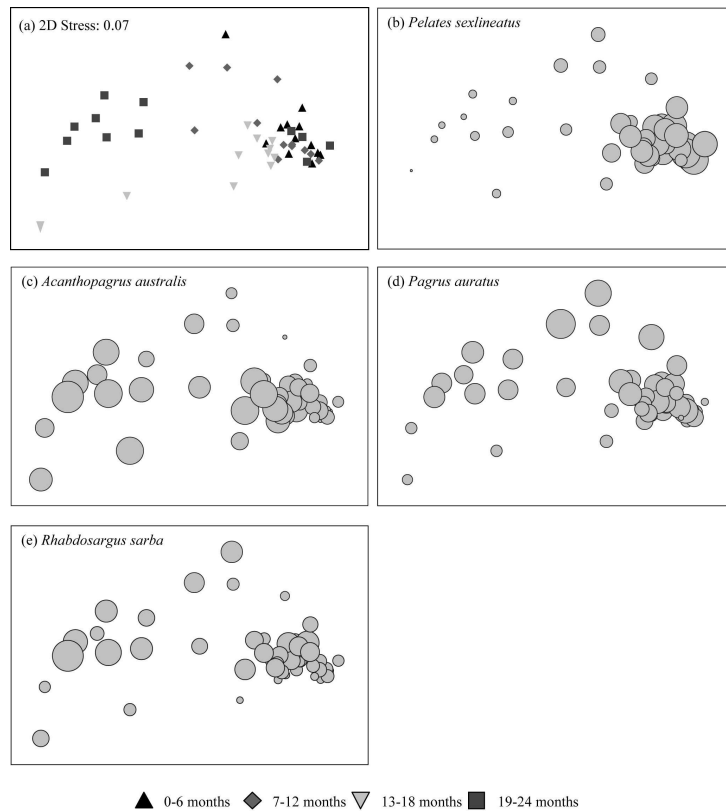 (a) 2D Stress: 0.07
(b) Pelates sexlineatus
(c) Acanthopagrus australis
(d) Pagrus auratus
(e) Rhabdosargus sarba
0-6 months 7-12 months 13-18 months 19-24 months